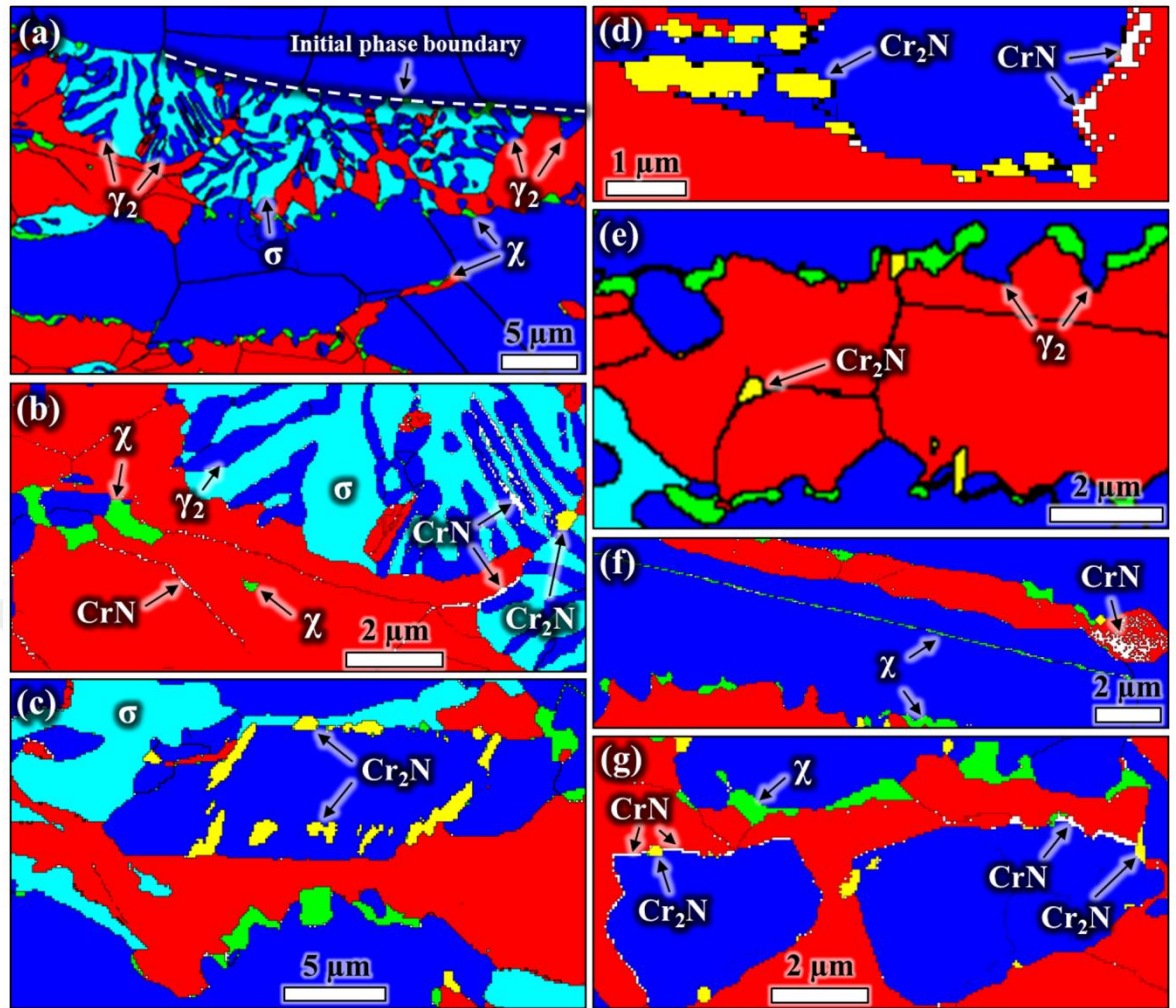 (a)
Initial phase boundary
γ₂
γ₂
σ
χ
5 µm
(b)
χ
γ₂
σ
CrN
CrN
χ
Cr₂N
2 µm
(c)
σ
Cr₂N
5 µm
(d)
Cr₂N
CrN
1 µm
(e)
γ₂
Cr₂N
2 µm
(f)
CrN
χ
2 µm
(g)
χ
CrN
Cr₂N
CrN
Cr₂N
2 µm